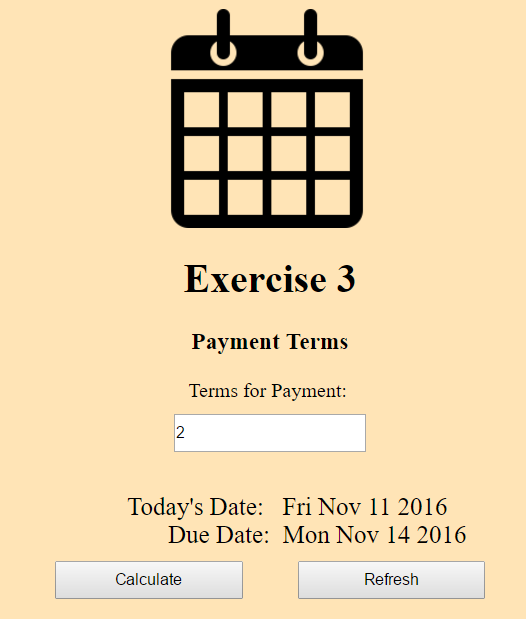 Exercise 3
Payment Terms
Terms for Payment:
2
Today's Date: Fri Nov 11 2016
Due Date: Mon Nov 14 2016
Calculate Refresh